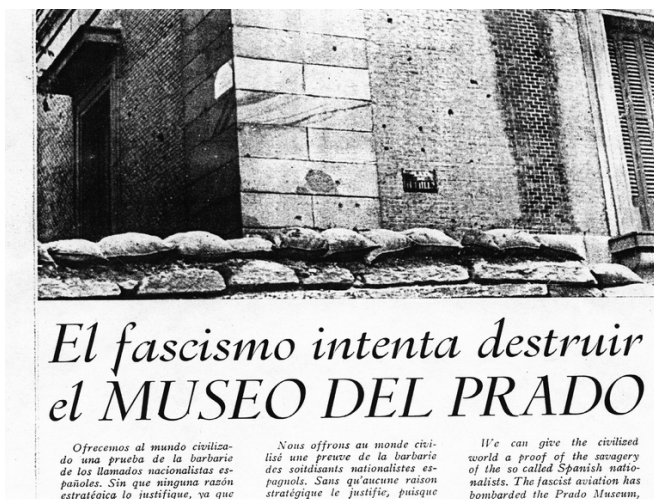 El fascismo intenta destruir
el MUSEO DEL PRADO
Ofrecemos al mundo civiliza-
do una prueba de la barbarie
de los llamados nacionalistas es-
pañoles. Sin que ninguna razón
estratégica lo justifique, ya que
Nous offrons au monde civi-
lisé une preuve de la barbarie
des soitdisants nationalistes es-
pagnols. Sans qu'aucune raison
stratégique le justifie, puisque
We can give the civilized
world a proof of the savagery
of the so called Spanish natio-
nalists. The fascist aviation has
bombarded the Prado Museum,